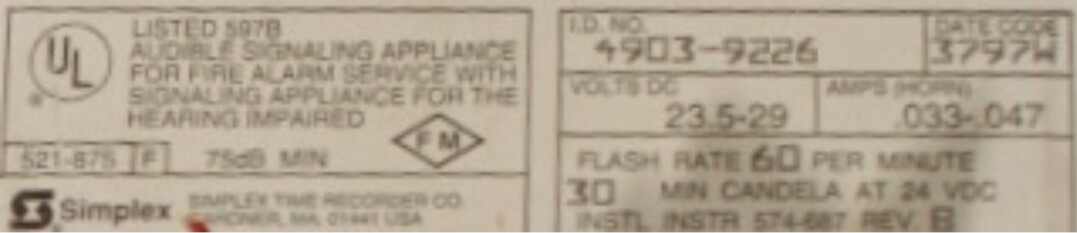 UL
LISTED 597B
AUDIBLE SIGNALING APPLIANCE
FOR FIRE ALARM SERVICE WITH
SIGNALING APPLIANCE FOR THE
HEARING IMPAIRED
FM
521-875 F 75dB MIN
Simplex
SIMPLEX TIME RECORDER CO.
GARDNER, MA. 01441 USA
I.D. NO.
4903-9226
DATE CODE
3797W
VOLTS DC
23.5-29
AMPS (HORN)
.033-.047
FLASH RATE 60 PER MINUTE
30 MIN CANDELA AT 24 VDC
INSTL INSTR 574-687 REV. B